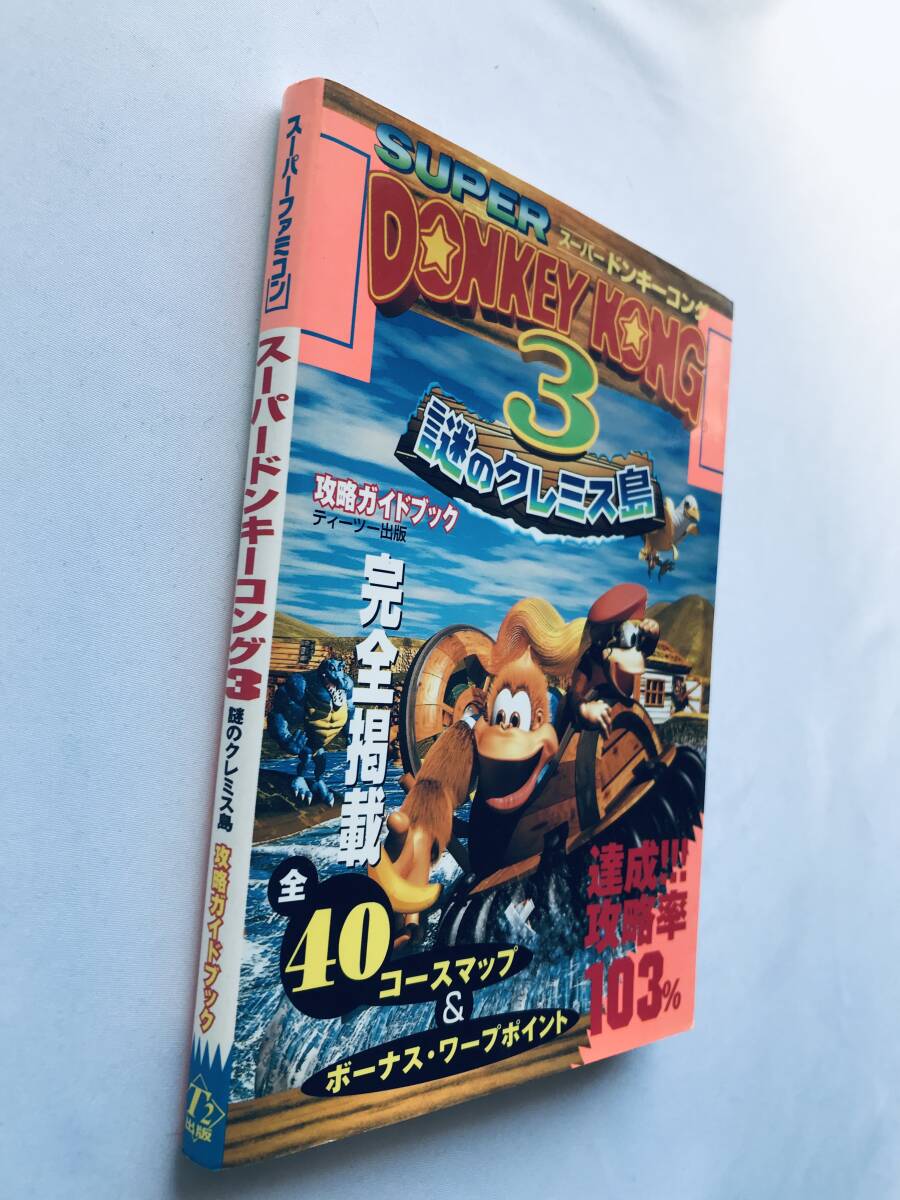 スーパーファミコン
スーパードンキーコング3
謎のクレミス島
攻略ガイドブック
T2
出版
SUPER
スーパードンキーコング
DONKEY KONG
3
謎のクレミス島
攻略ガイドブック
ティーツー出版
完全掲載
全
40
コースマップ
&
ボーナス・ワープポイント
達成!!!
攻略率
103%